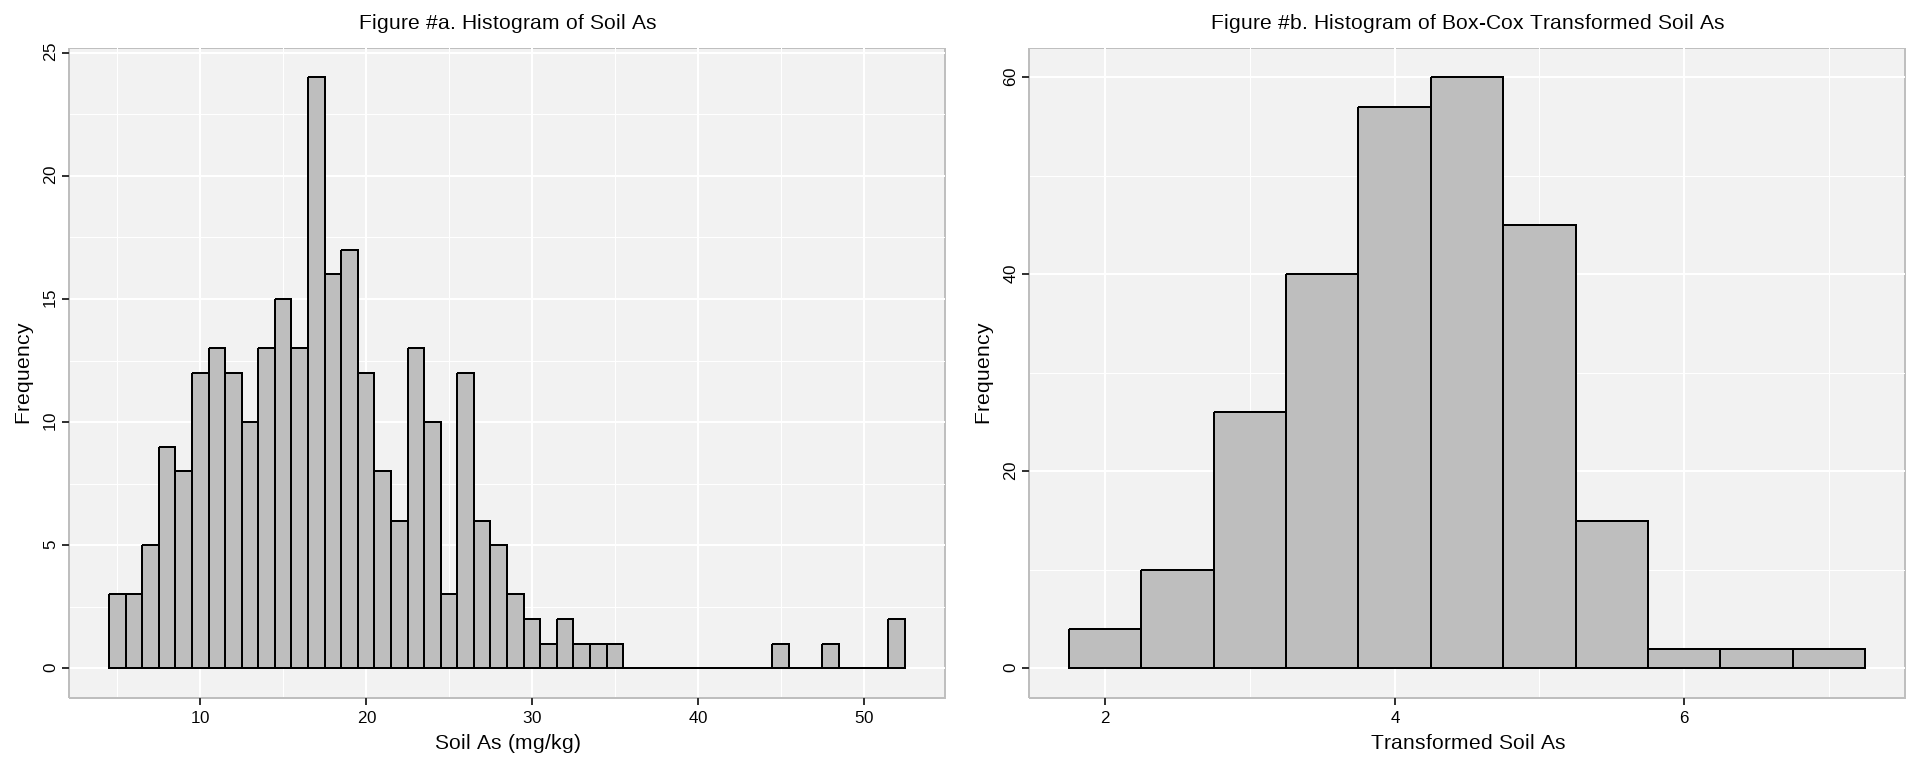 Figure #a. Histogram of Soil As
Frequency
25
20
15
10
5
0
10 20 30 40 50
Soil As (mg/kg)
Figure #b. Histogram of Box-Cox Transformed Soil As
Frequency
60
40
20
0
2 4 6
Transformed Soil As